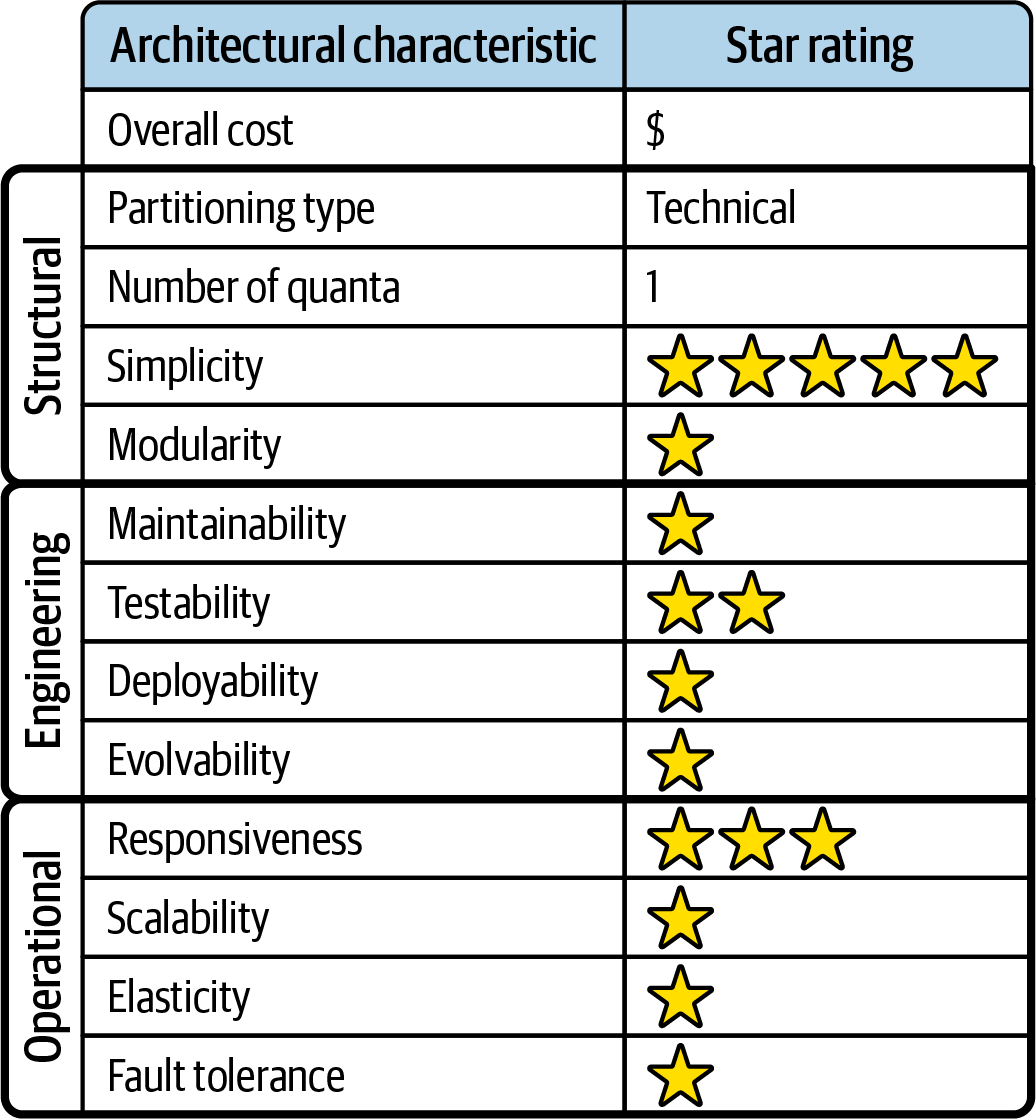 Architectural characteristic Star rating
Overall cost $
Structural
Partitioning type Technical
Number of quanta 1
Simplicity
Modularity
Engineering
Maintainability
Testability
Deployability
Evolvability
Operational
Responsiveness
Scalability
Elasticity
Fault tolerance